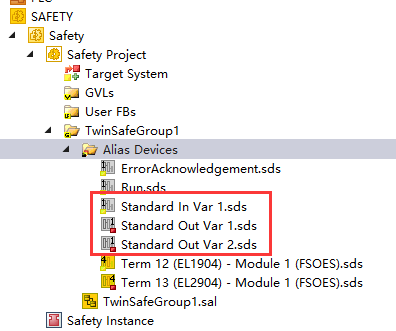 SAFETY
Safety
Safety Project
Target System
GVLs
User FBs
TwinSafeGroup1
Alias Devices
ErrorAcknowledgement.sds
Run.sds
Standard In Var 1.sds
Standard Out Var 1.sds
Standard Out Var 2.sds
Term 12 (EL1904) - Module 1 (FSOES).sds
Term 13 (EL2904) - Module 1 (FSOES).sds
TwinSafeGroup1.sal
Safety Instance